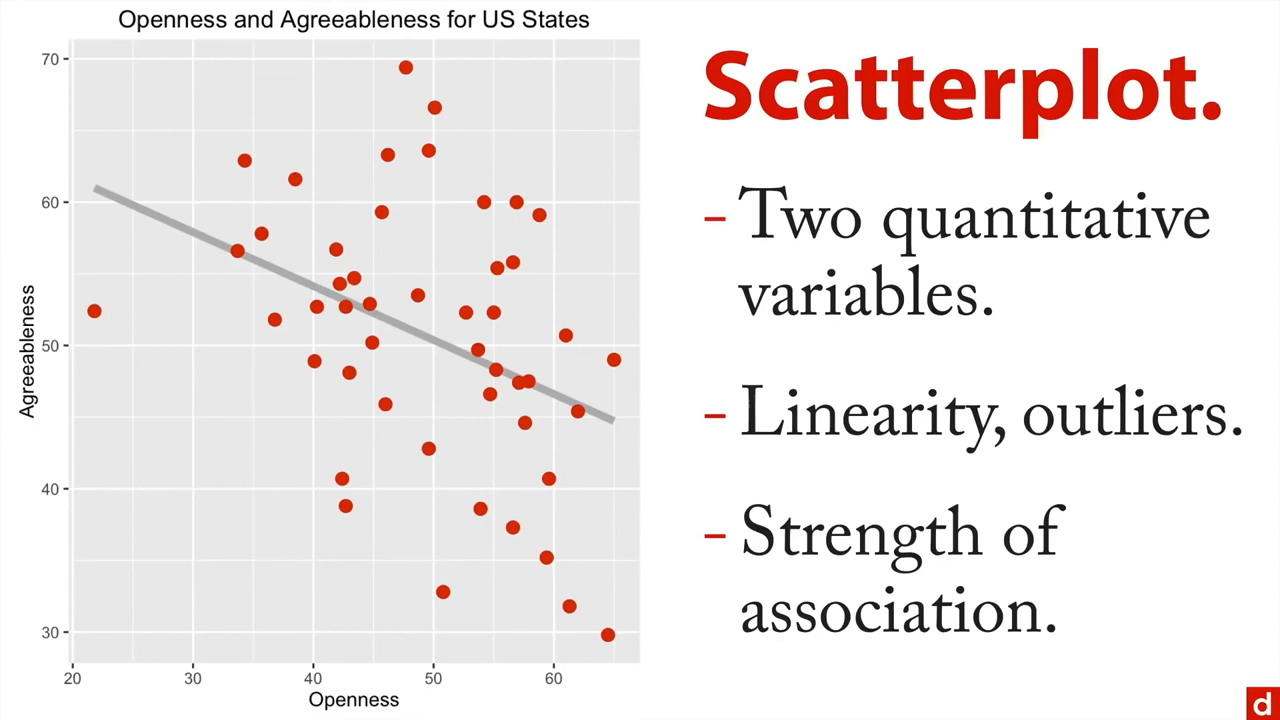 Openness and Agreeableness for US States
70
60
50
40
30
Agreeableness
20
30
40
50
60
Openness
Scatterplot.
- Two quantitative
variables.
- Linearity, outliers.
- Strength of
association.
d